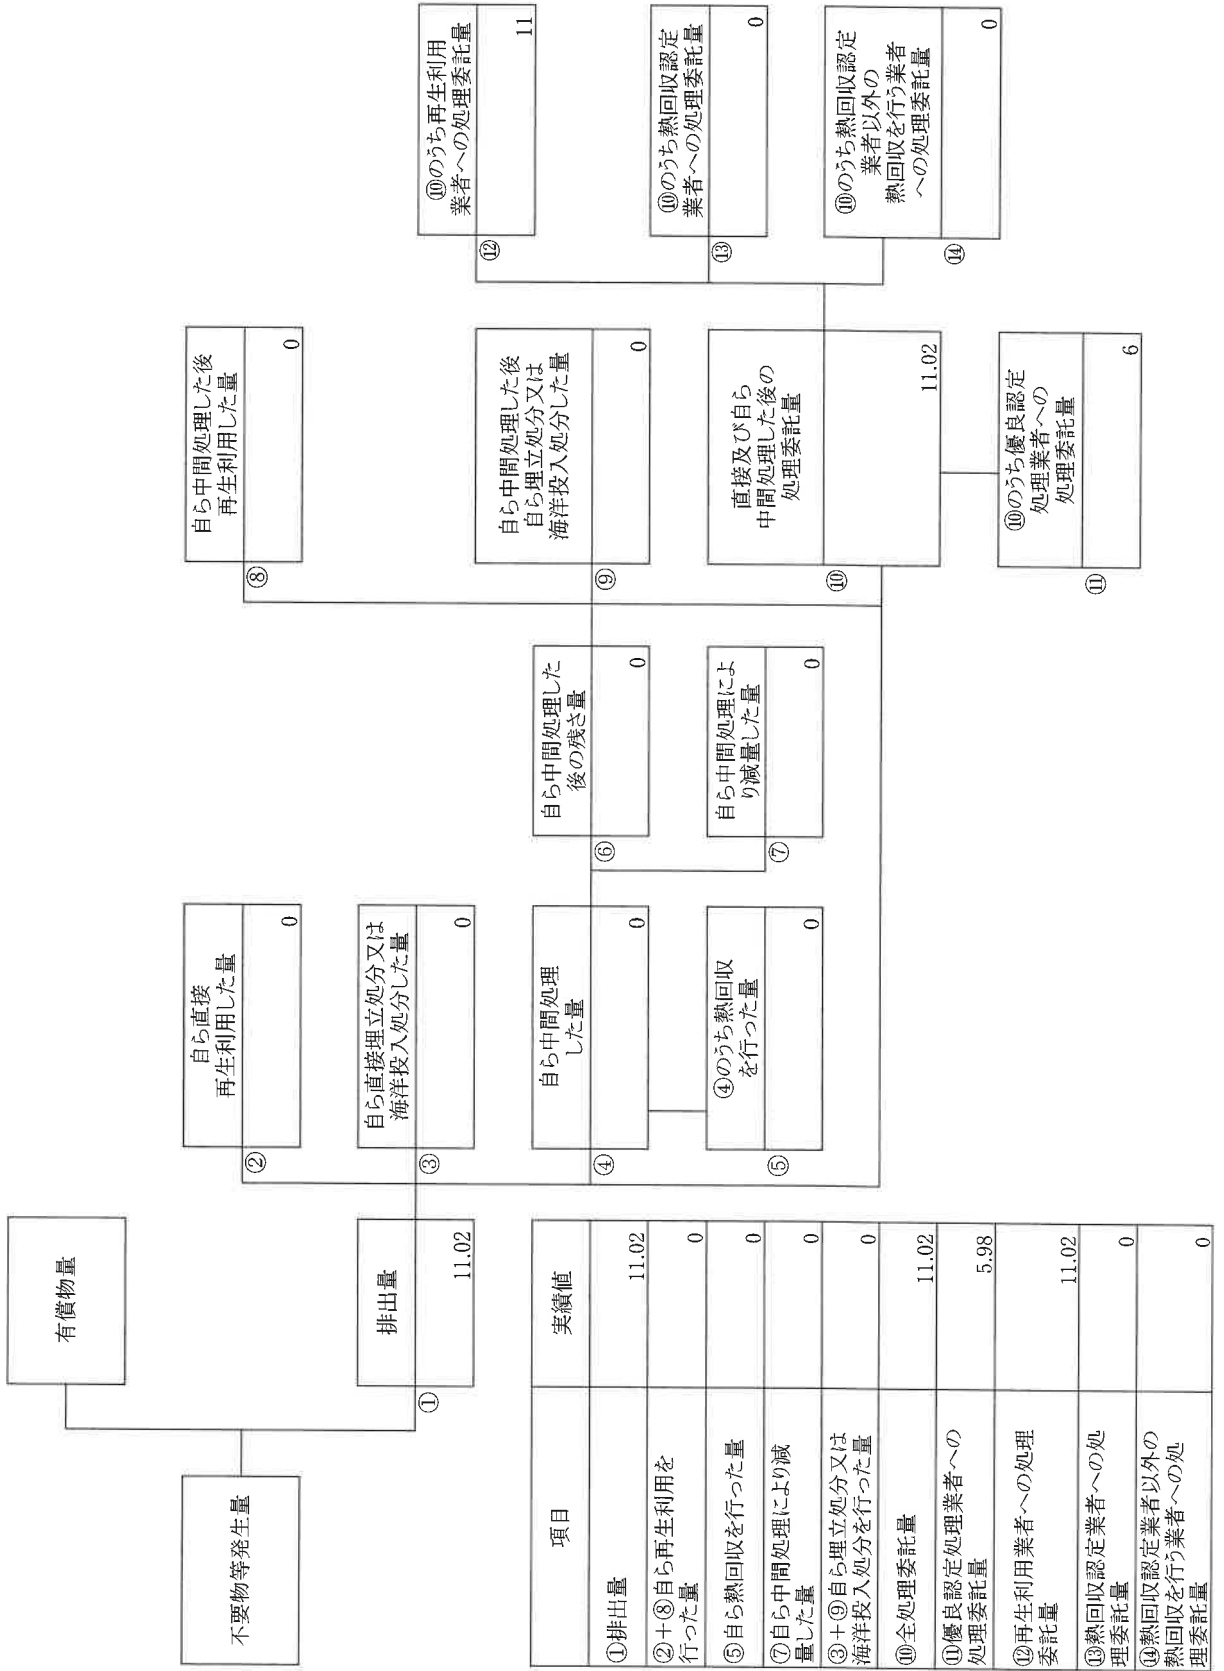 不要物等発生量
有償物量
①
排出量
11.02
②
自ら直接
再生利用した量
0
③
自ら直接埋立処分又は
海洋投入処分した量
0
④
自ら中間処理
した量
0
⑤
④のうち熱回収
を行った量
0
⑥
自ら中間処理した
後の残さ量
0
⑦
自ら中間処理によ
り減量した量
0
⑧
自ら中間処理した後
再生利用した量
0
⑨
自ら中間処理した後
自ら埋立処分又は
海洋投入処分した量
0
⑩
直接及び自ら
中間処理した後の
処理委託量
11.02
⑪
⑩のうち優良認定
処理業者への
処理委託量
6
⑫
⑩のうち再生利用
業者への処理委託量
11
⑬
⑩のうち熱回収認定
業者への処理委託量
0
⑭
⑩のうち熱回収認定
業者以外の
熱回収を行う業者
への処理委託量
0
項目
実績値
①排出量
11.02
②+⑧自ら再生利用を
行った量
0
⑤自ら熱回収を行った量
0
⑦自ら中間処理により減
量した量
0
③+⑨自ら埋立処分又は
海洋投入処分を行った量
0
⑩全処理委託量
11.02
⑪優良認定処理業者への
処理委託量
5.98
⑫再生利用業者への処理
委託量
11.02
⑬熱回収認定業者への処
理委託量
0
⑭熱回収認定業者以外の
熱回収を行う業者への処
理委託量
0